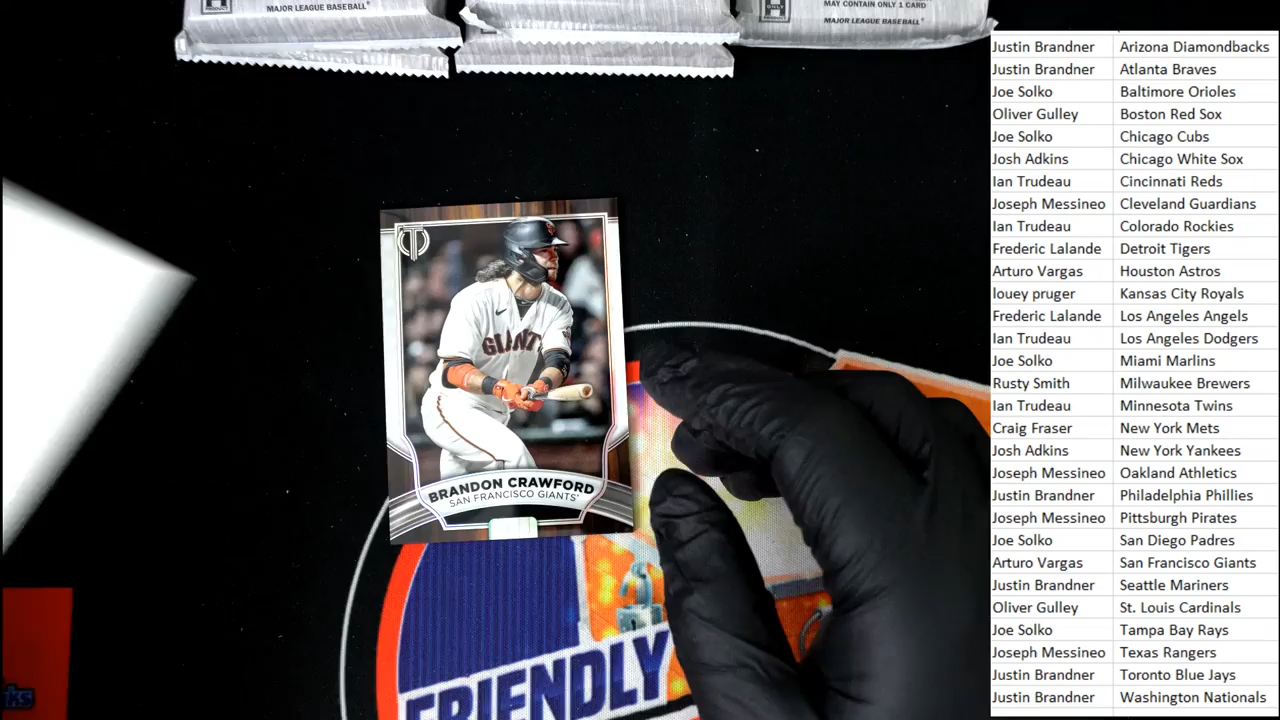 PRODUCT
MAJOR LEAGUE BASEBALL
ONLY
PRODUCT
MAY CONTAIN ONLY 1 CARD
MAJOR LEAGUE BASEBALL
GIANTS
BRANDON CRAWFORD
SAN FRANCISCO GIANTS
FRIENDLY
Justin Brandner Arizona Diamondbacks
Justin Brandner Atlanta Braves
Joe Solko Baltimore Orioles
Oliver Gulley Boston Red Sox
Joe Solko Chicago Cubs
Josh Adkins Chicago White Sox
Ian Trudeau Cincinnati Reds
Joseph Messineo Cleveland Guardians
Ian Trudeau Colorado Rockies
Frederic Lalande Detroit Tigers
Arturo Vargas Houston Astros
louey pruger Kansas City Royals
Frederic Lalande Los Angeles Angels
Ian Trudeau Los Angeles Dodgers
Joe Solko Miami Marlins
Rusty Smith Milwaukee Brewers
Ian Trudeau Minnesota Twins
Craig Fraser New York Mets
Josh Adkins New York Yankees
Joseph Messineo Oakland Athletics
Justin Brandner Philadelphia Phillies
Joseph Messineo Pittsburgh Pirates
Joe Solko San Diego Padres
Arturo Vargas San Francisco Giants
Justin Brandner Seattle Mariners
Oliver Gulley St. Louis Cardinals
Joe Solko Tampa Bay Rays
Joseph Messineo Texas Rangers
Justin Brandner Toronto Blue Jays
Justin Brandner Washington Nationals